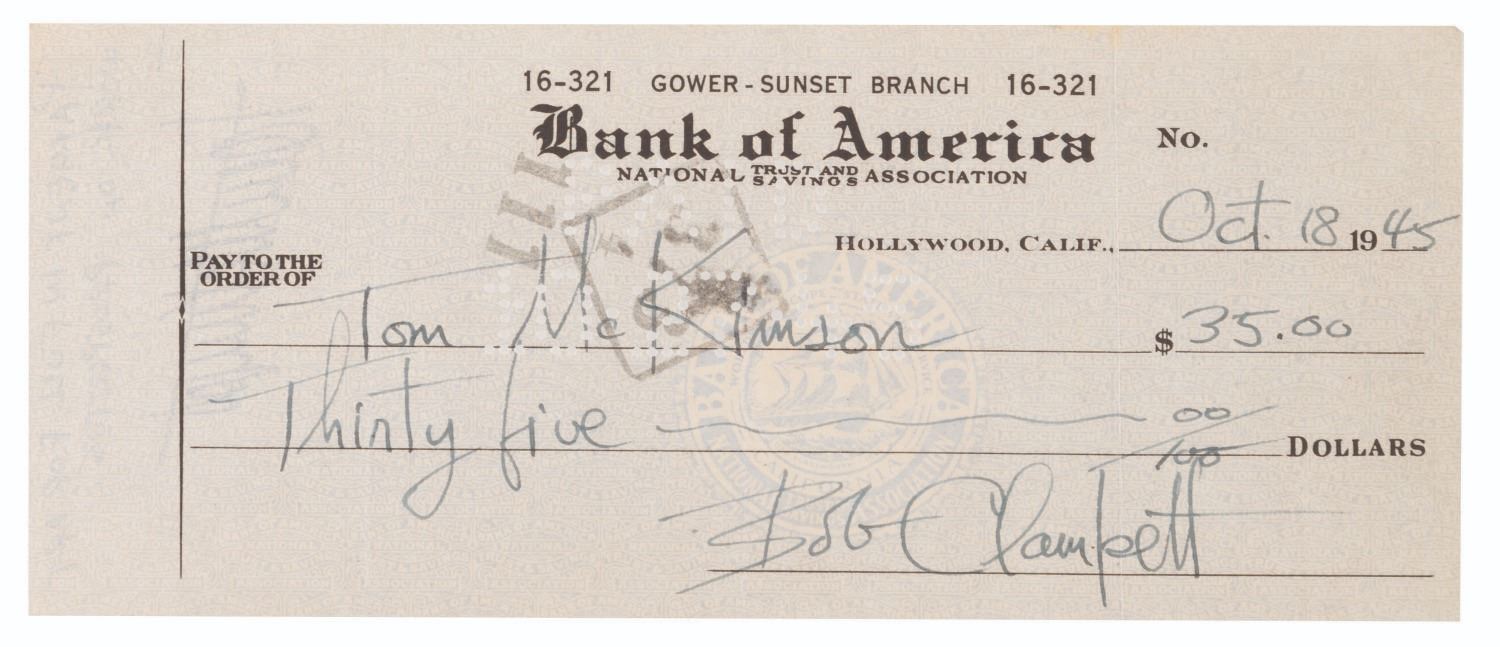 16-321 GOWER-SUNSET BRANCH 16-321
Bank of America
No.
NATIONAL TRUST AND SAVINGS ASSOCIATION
HOLLYWOOD, CALIF., Oct. 18 1945
PAY TO THE ORDER OF
Tom McKimson $ 35.00
Thirty five 00/100 DOLLARS
Bob Clampett